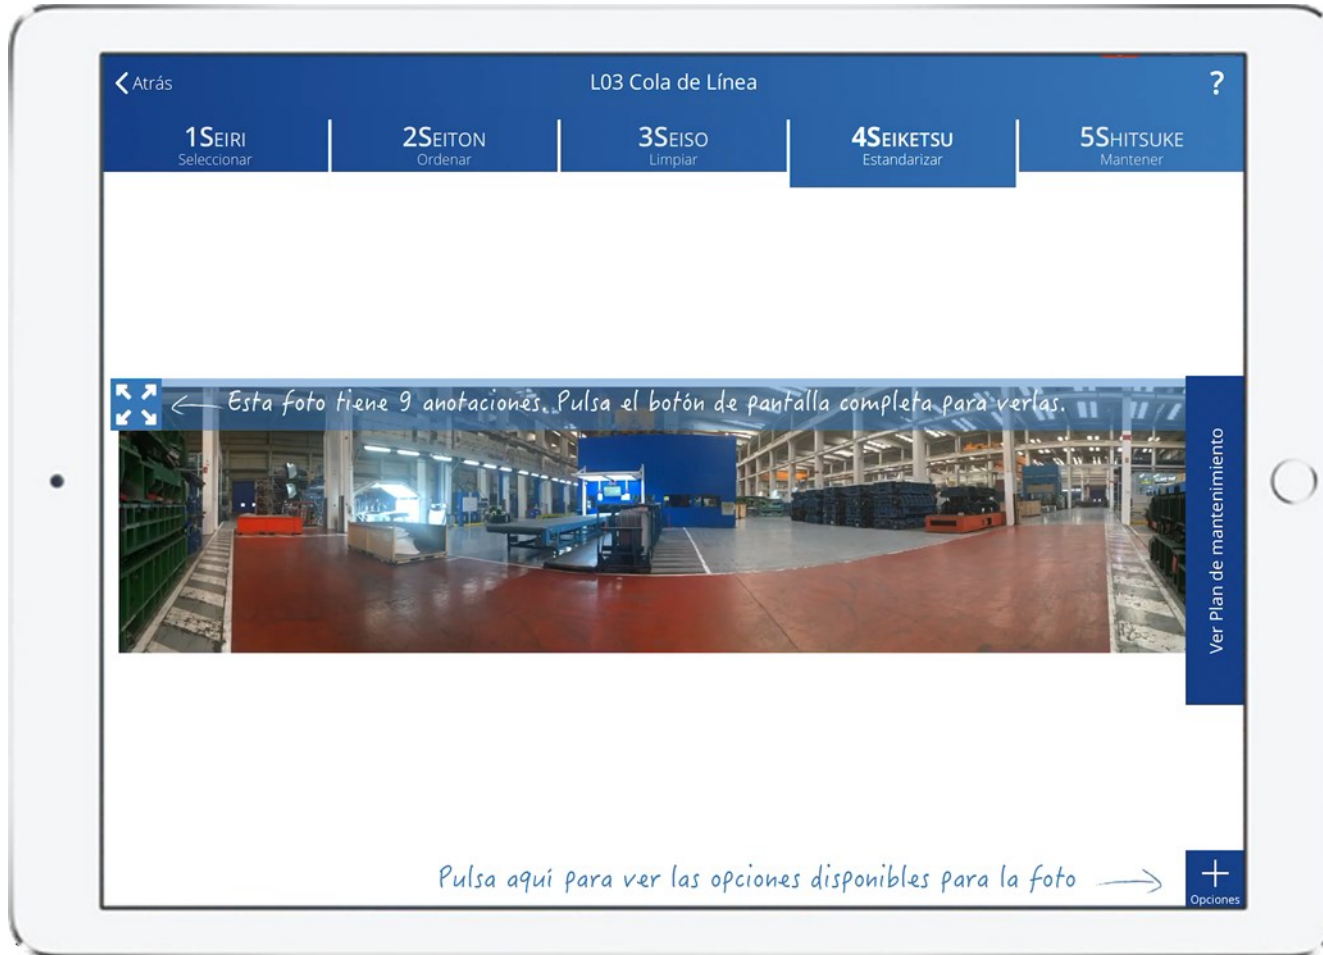 Atrás
L03 Cola de Línea
?
1SEIRI
Seleccionar
2SEITON
Ordenar
3SEISO
Limpiar
4SEIKETSU
Estandarizar
5SHITSUKE
Mantener
Esta foto tiene 9 anotaciones. Pulsa el botón de pantalla completa para verlas.
Ver Plan de mantenimiento
Pulsa aquí para ver las opciones disponibles para la foto
Opciones